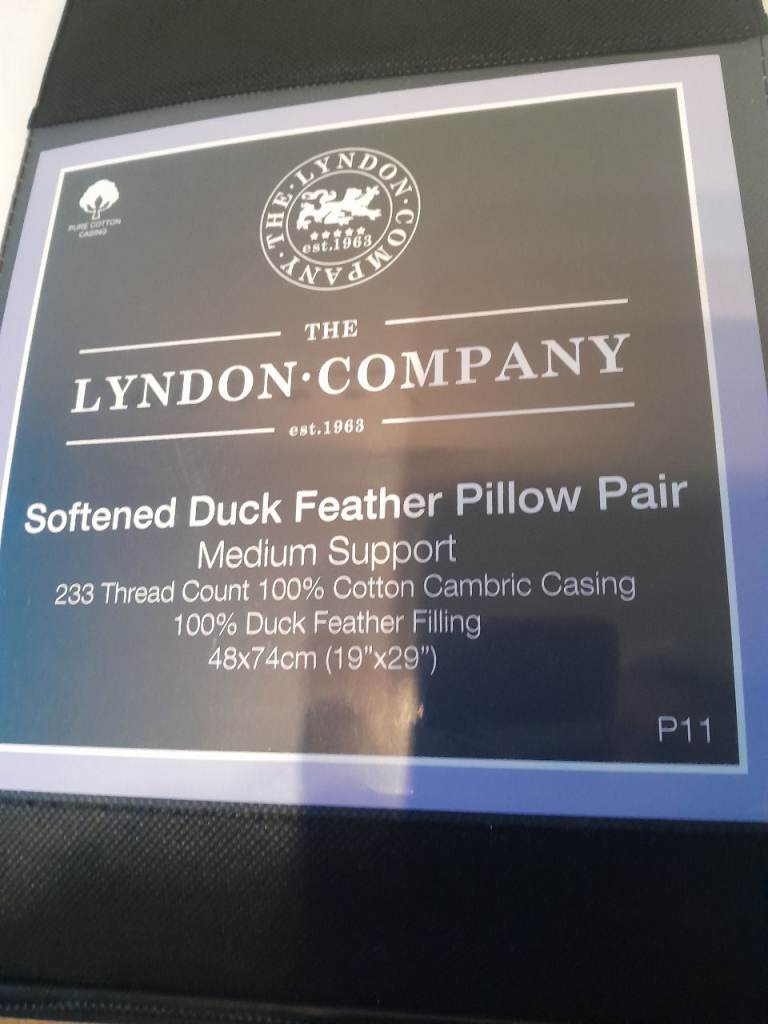 PURE COTTON
CASING
THE · LYNDON · COMPANY ·
est.1963
THE
LYNDON·COMPANY
est.1963
Softened Duck Feather Pillow Pair
Medium Support
233 Thread Count 100% Cotton Cambric Casing
100% Duck Feather Filling
48x74cm (19”x29”)
P11